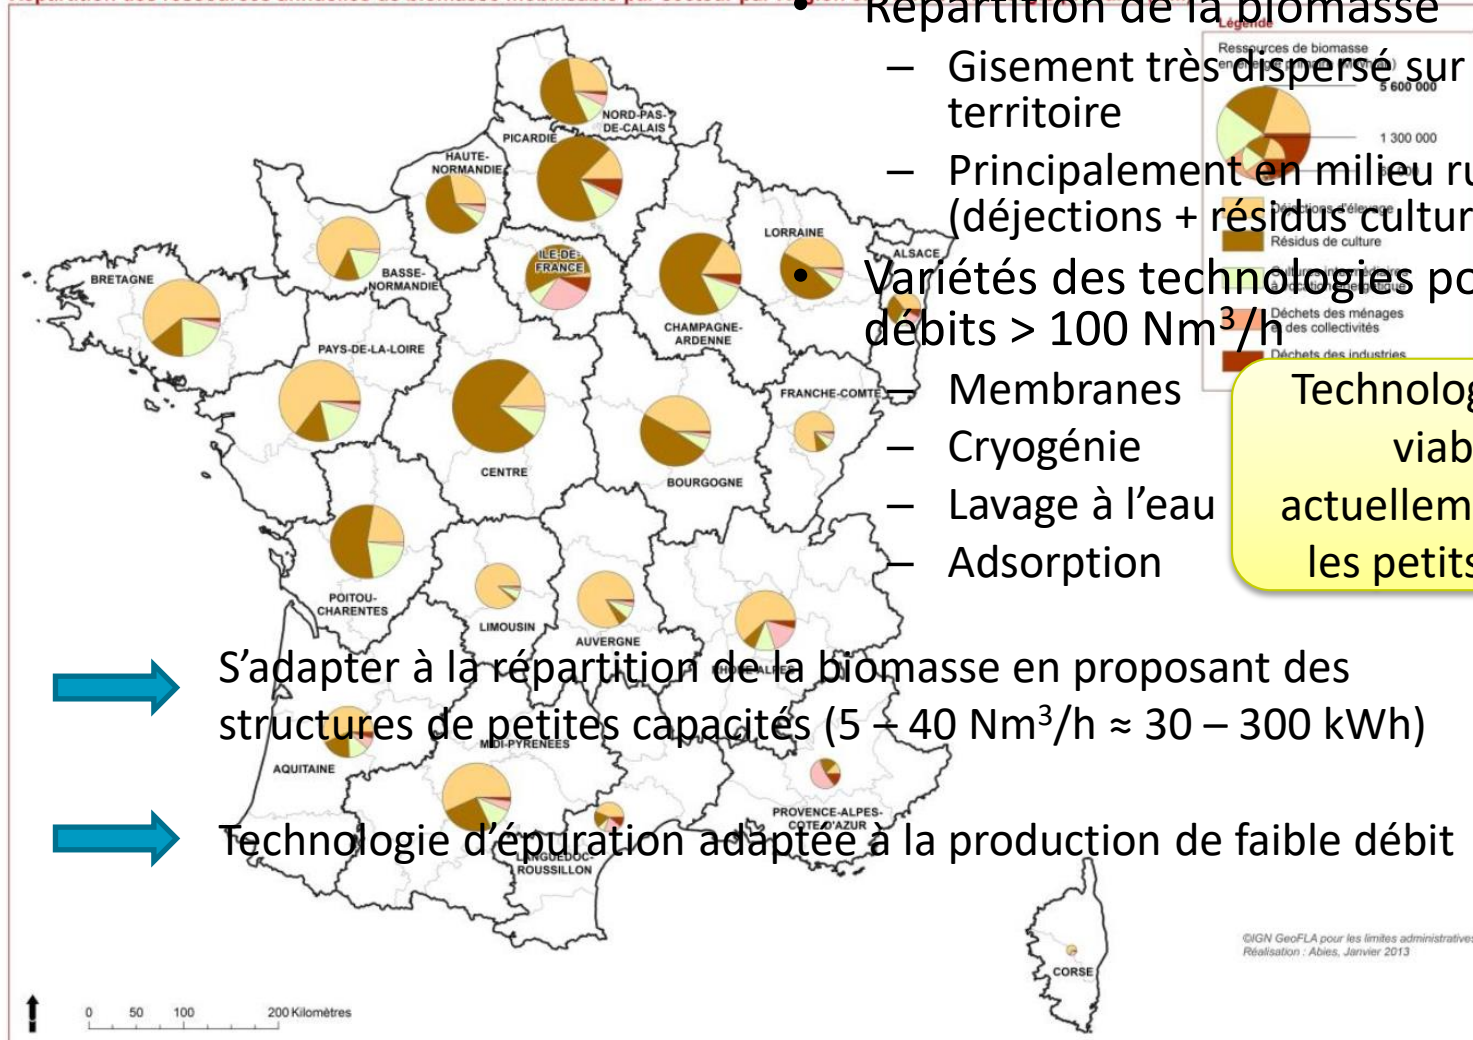 • Répartition de la biomasse
Légende
Ressources de biomasse
– Gisement très dispersé sur
territoire
5 600 000
1 300 000
– Principalement en milieu ru
(déjections + résidus cultur
Résidus de culture
• Variétés des technologies po
débits > 100 Nm³/h
Déchets des ménages
et des collectivités
Déchets des industries
– Membranes
– Cryogénie
– Lavage à l’eau
– Adsorption
Technolog
viab
actuellem
les petits
NORD-PAS-
DE-CALAIS
PICARDIE
HAUTE-
NORMANDIE
LORRAINE
ALSACE
ILE-DE-
FRANCE
BASSE-
NORMANDIE
BRETAGNE
CHAMPAGNE-
ARDENNE
PAYS-DE-LA-LOIRE
FRANCHE-COMTE
CENTRE
BOURGOGNE
POITOU-
CHARENTES
LIMOUSIN
AUVERGNE
RHONE-ALPES
S’adapter à la répartition de la biomasse en proposant des
structures de petites capacités (5 – 40 Nm³/h ≈ 30 – 300 kWh)
MIDI-PYRENEES
AQUITAINE
PROVENCE-ALPES-
COTE-D'AZUR
Technologie d’épuration adaptée à la production de faible débit
LANGUEDOC-
ROUSSILLON
CORSE
©IGN GeoFLA pour les limites administratives
Réalisation : Abies, Janvier 2013
0 50 100 200 Kilomètres